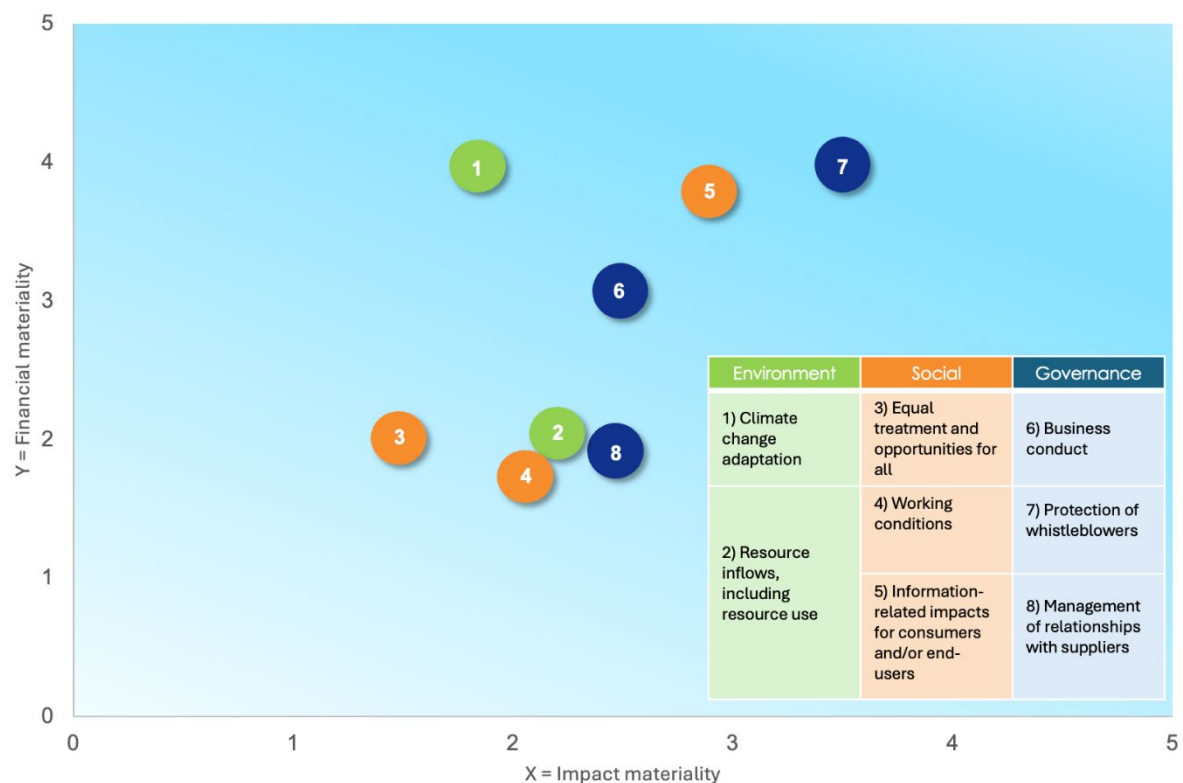 5
4
3
2
1
0
Y = Financial materiality
1
7
5
6
3
2
8
4
Environment
Social
Governance
1) Climate
change
adaptation
3) Equal
treatment and
opportunities for
all
6) Business
conduct
2) Resource
inflows,
including
resource use
4) Working
conditions
7) Protection of
whistleblowers
5) Information-
related impacts
for consumers
and/or end-
users
8) Management
of relationships
with suppliers
0
1
2
3
4
5
X = Impact materiality